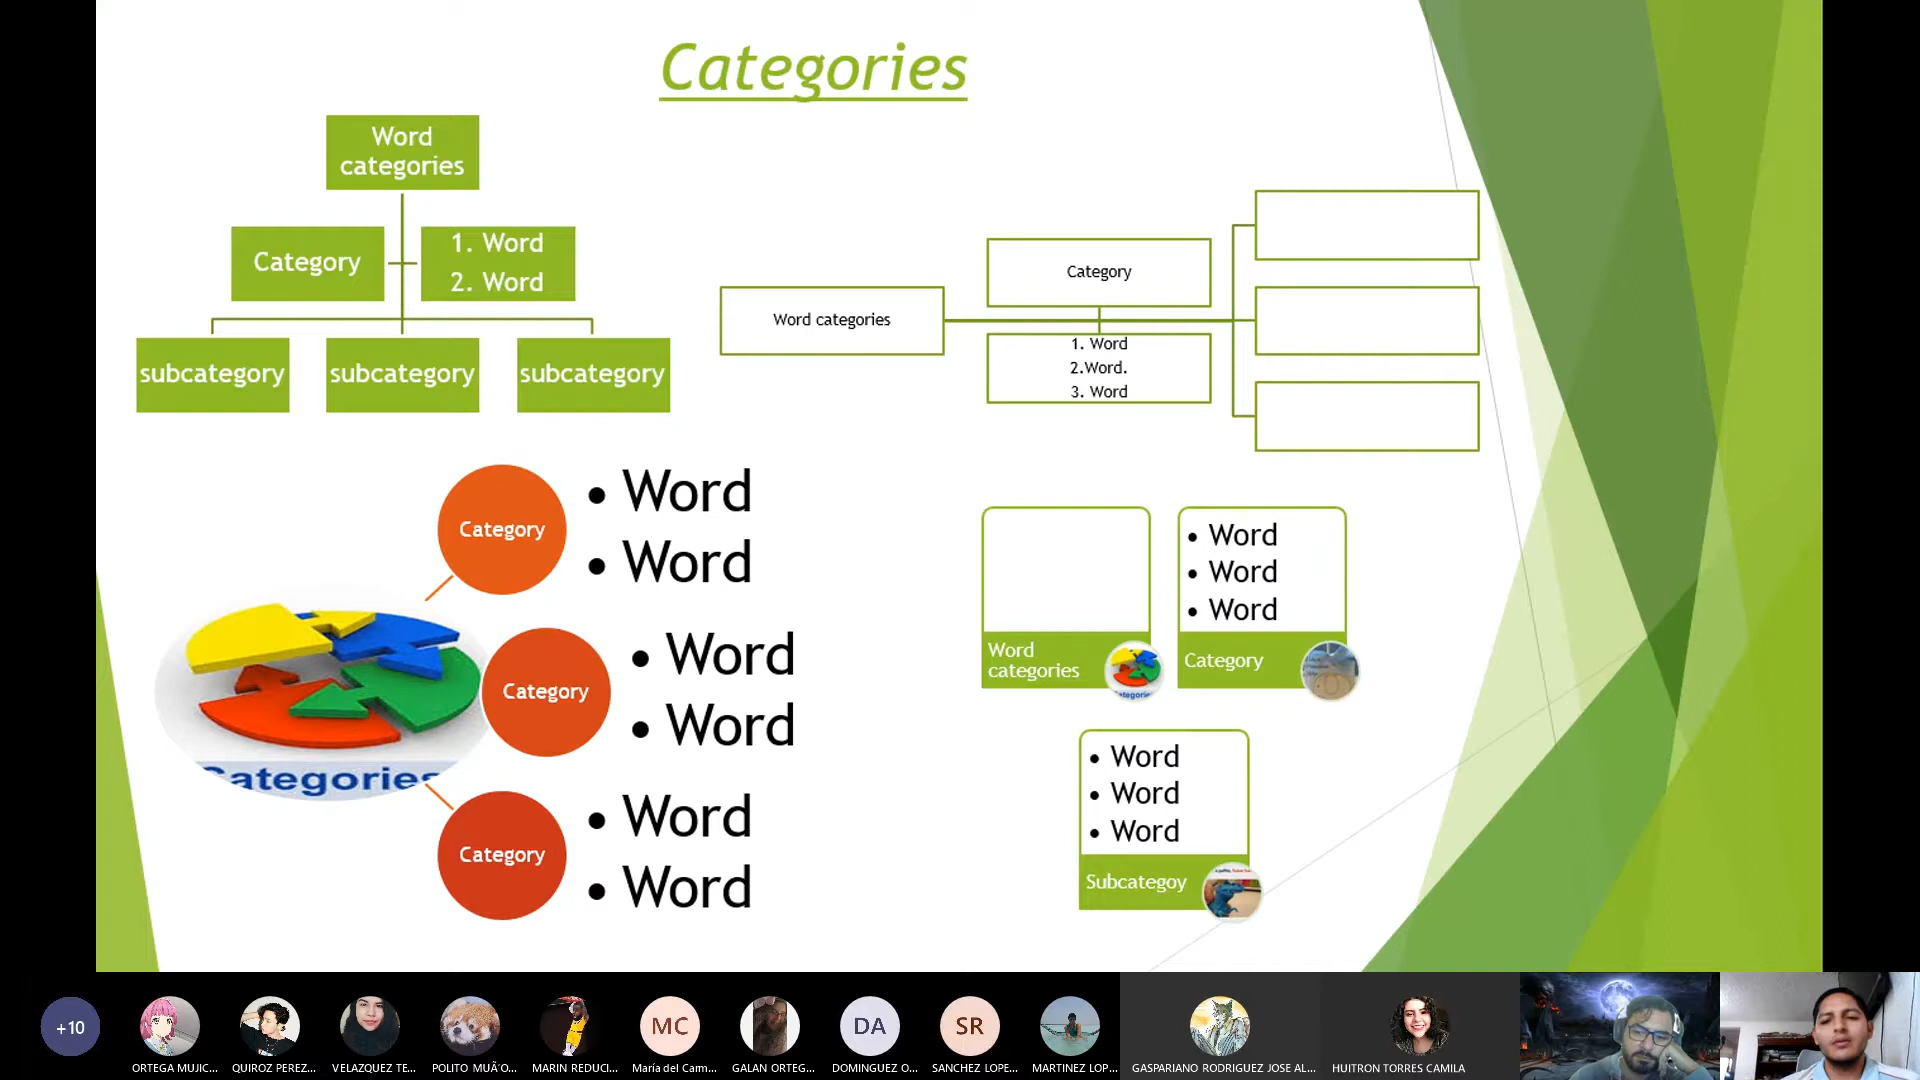 Categories
Word
categories
Category
1. Word
2. Word
subcategory
subcategory
subcategory
Word categories
Category
1. Word
2.Word.
3. Word
Category
• Word
• Word
Category
• Word
• Word
Category
• Word
• Word
Categories
Word
categories
• Word
• Word
• Word
Category
• Word
• Word
• Word
Subcategoy
+10
ORTEGA MUJIC...
QUIROZ PEREZ...
VELAZQUEZ TE...
POLITO MUÃ'O...
MARIN REDUCI...
MC
María del Carm...
GALAN ORTEG...
DA
DOMINGUEZ O...
SR
SANCHEZ LOPE...
MARTINEZ LOP...
GASPARIANO RODRIGUEZ JOSE AL...
HUITRON TORRES CAMILA